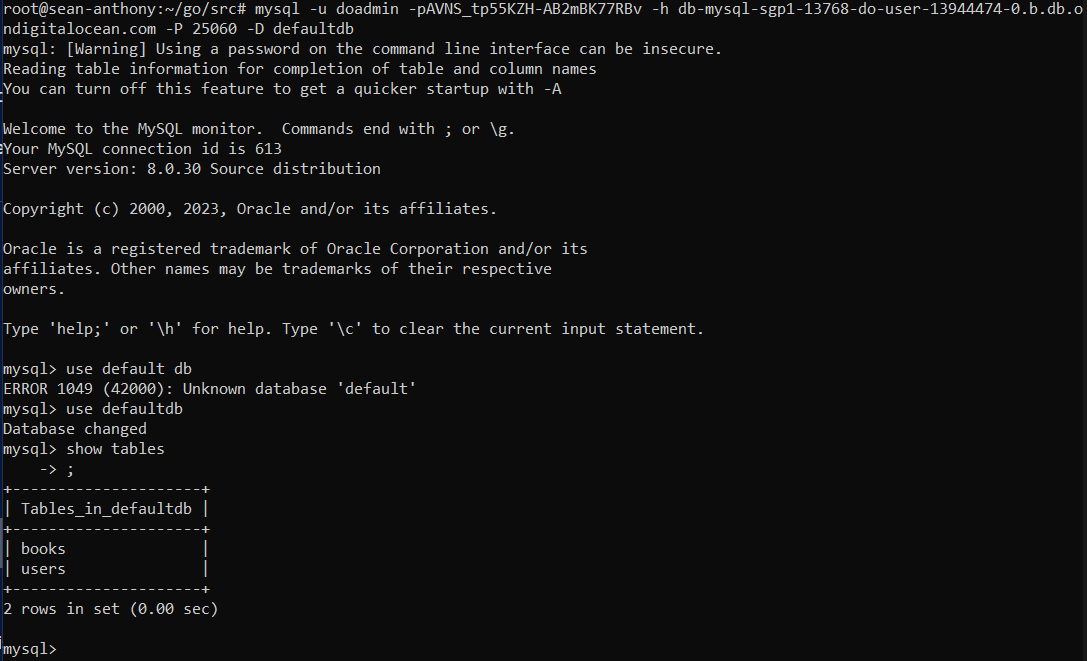 root@sean-anthony:~/go/src# mysql -u doadmin -pAVNS_tp55KZH-AB2mBK77RBv -h db-mysql-sgp1-13768-do-user-13944474-0.b.db.o
ndigitalocean.com -P 25060 -D defaultdb
mysql: [Warning] Using a password on the command line interface can be insecure.
Reading table information for completion of table and column names
You can turn off this feature to get a quicker startup with -A
Welcome to the MySQL monitor.  Commands end with ; or \g.
Your MySQL connection id is 613
Server version: 8.0.30 Source distribution
Copyright (c) 2000, 2023, Oracle and/or its affiliates.
Oracle is a registered trademark of Oracle Corporation and/or its
affiliates. Other names may be trademarks of their respective
owners.
Type 'help;' or '\h' for help. Type '\c' to clear the current input statement.
mysql> use default db
ERROR 1049 (42000): Unknown database 'default'
mysql> use defaultdb
Database changed
mysql> show tables
    -> ;
+---------------------+
| Tables_in_defaultdb |
+---------------------+
| books               |
| users               |
+---------------------+
2 rows in set (0.00 sec)
mysql>